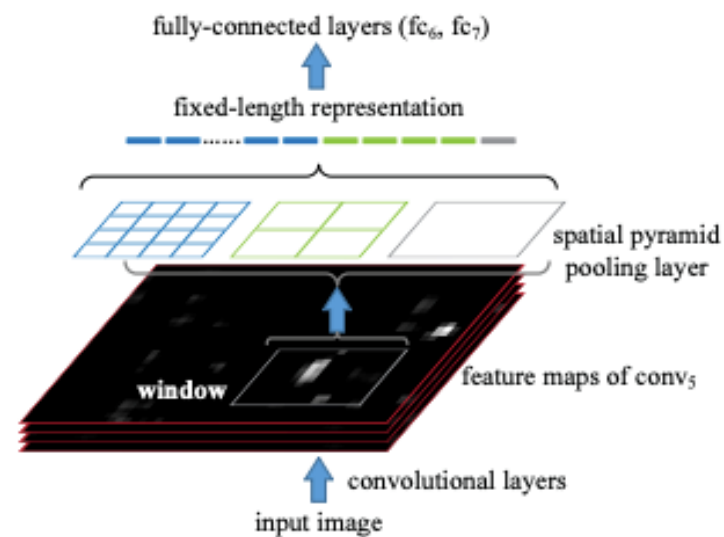 fully-connected layers (fc₆, fc₇)
fixed-length representation
......
spatial pyramid
pooling layer
window
feature maps of conv₅
convolutional layers
input image